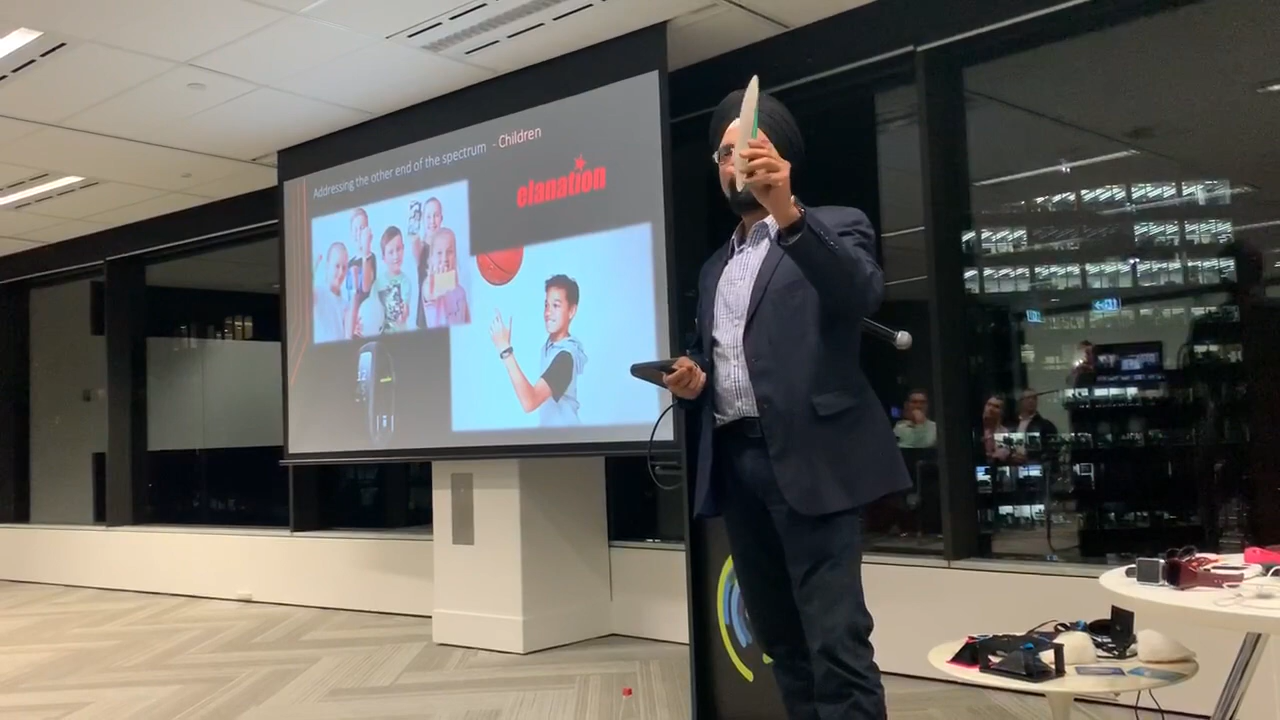 Addressing the other end of the spectrum - Children
elanation